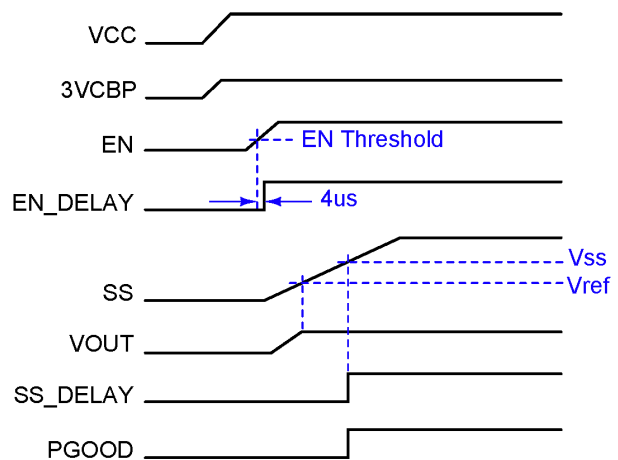 VCC
3VCBP
EN
EN Threshold
EN_DELAY
4us
SS
Vss
Vref
VOUT
SS_DELAY
PGOOD